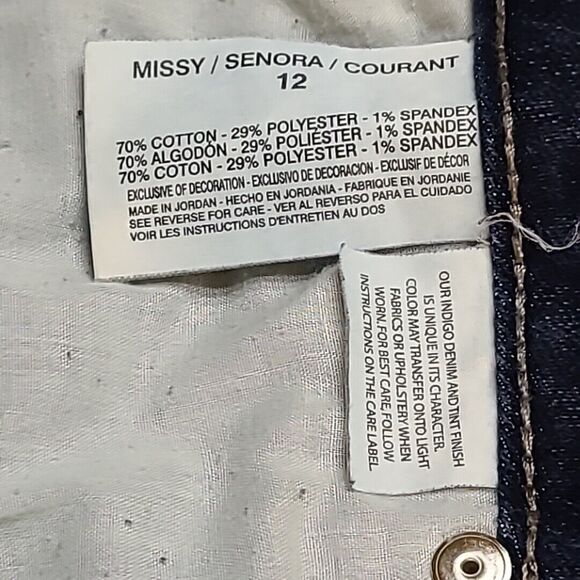 MISSY / SENORA / COURANT
12
70% COTTON - 29% POLYESTER - 1% SPANDEX
70% ALGODÓN - 29% POLIÉSTER - 1% SPANDEX
70% COTON - 29% POLYESTER - 1% SPANDEX
EXCLUSIVE OF DECORATION - EXCLUSIVO DE DECORACION - EXCLUSIF DE DÉCOR
MADE IN JORDAN - HECHO EN JORDANIA - FABRIQUE EN JORDANIE
SEE REVERSE FOR CARE - VER AL REVERSO PARA EL CUIDADO
VOIR LES INSTRUCTIONS D'ENTRETIEN AU DOS
OUR INDIGO DENIM AND TINT FINISH
IS UNIQUE IN ITS CHARACTER.
COLOR MAY TRANSFER ONTO LIGHT
FABRICS OR UPHOLSTERY WHEN
WORN. FOR BEST CARE, FOLLOW
INSTRUCTIONS ON THE CARE LABEL.